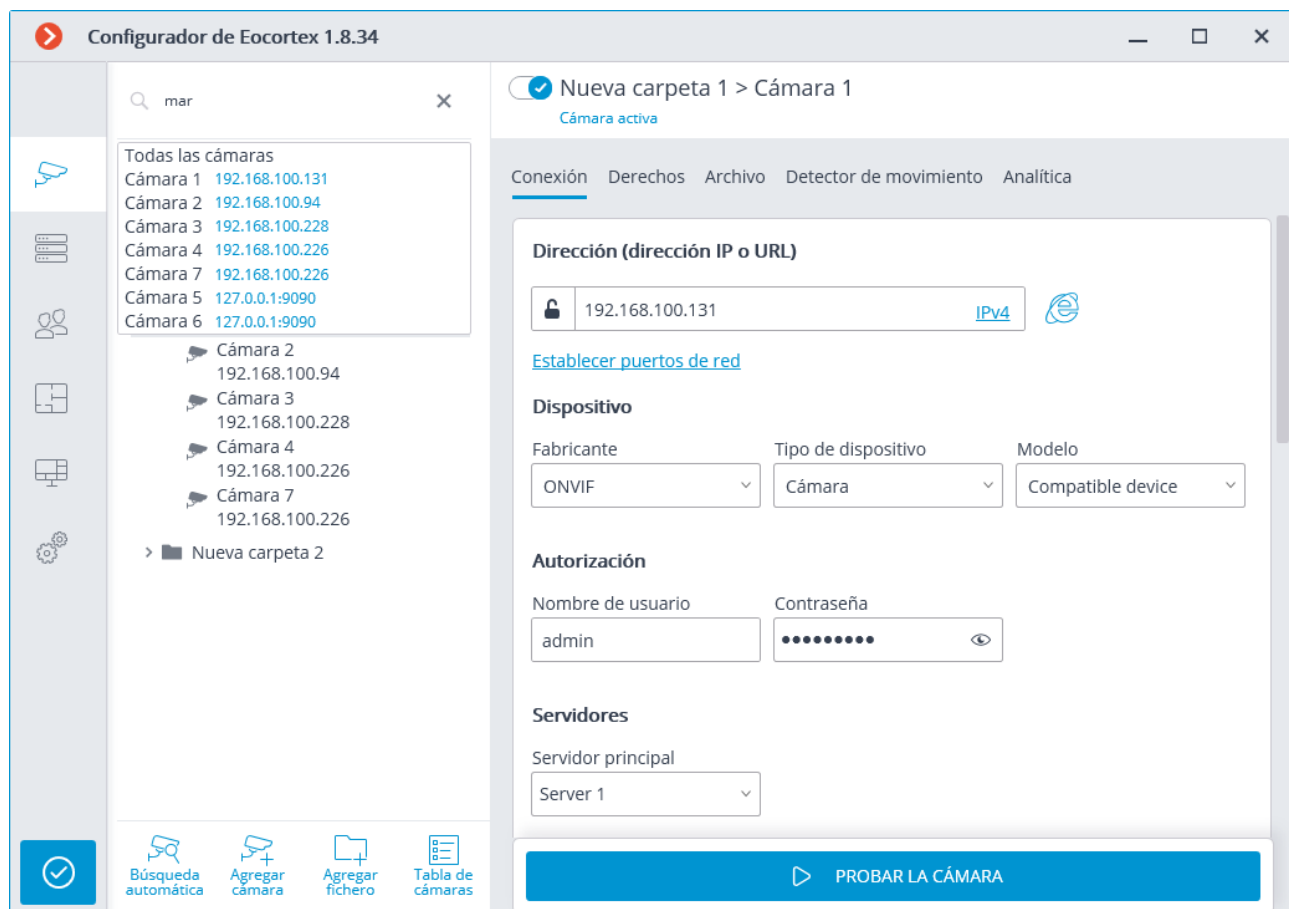 Configurador de Eocortex 1.8.34
mar
Todas las cámaras
Cámara 1 192.168.100.131
Cámara 2 192.168.100.94
Cámara 3 192.168.100.228
Cámara 4 192.168.100.226
Cámara 7 192.168.100.226
Cámara 5 127.0.0.1:9090
Cámara 6 127.0.0.1:9090
Cámara 2
192.168.100.94
Cámara 3
192.168.100.228
Cámara 4
192.168.100.226
Cámara 7
192.168.100.226
Nueva carpeta 2
Búsqueda automática
Agregar cámara
Agregar fichero
Tabla de cámaras
Nueva carpeta 1 > Cámara 1
Cámara activa
Conexión Derechos Archivo Detector de movimiento Analítica
Dirección (dirección IP o URL)
192.168.100.131 IPv4
Establecer puertos de red
Dispositivo
Fabricante Tipo de dispositivo Modelo
ONVIF Cámara Compatible device
Autorización
Nombre de usuario Contraseña
admin •••••••••
Servidores
Servidor principal
Server 1
PROBAR LA CÁMARA